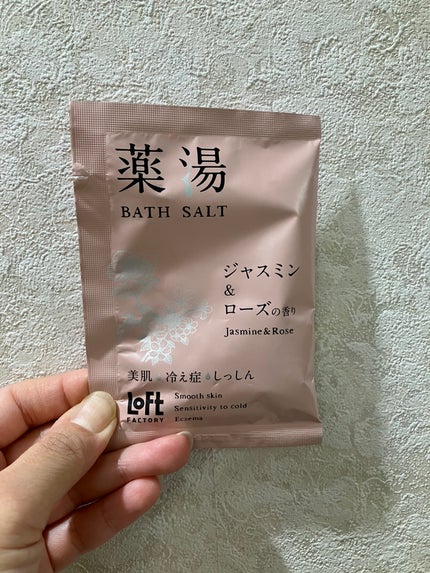 薬湯
BATH SALT
ジャスミン
&
ローズの香り
Jasmine&Rose
美肌 冷え症 しっしん
LOFT
FACTORY
Smooth skin
Sensitivity to cold
Eczema